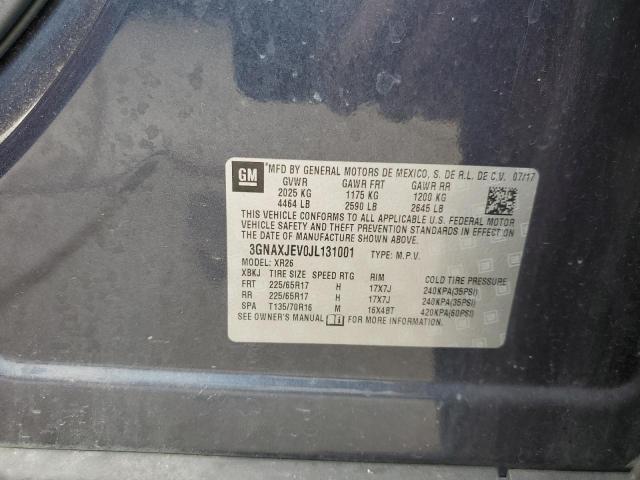 GM *MFD BY GENERAL MOTORS DE MEXICO, S. DE R.L. DE C.V. 07/17
GVWR GAWR FRT GAWR RR
2025 KG 1175 KG 1200 KG
4464 LB 2590 LB 2645 LB
THIS VEHICLE CONFORMS TO ALL APPLICABLE U.S. FEDERAL MOTOR
VEHICLE SAFETY AND THEFT PREVENTION STANDARDS IN EFFECT
ON THE DATE OF MANUFACTURE SHOWN ABOVE.
3GNAXJEV0JL131001 TYPE: M.P.V.
MODEL: XR26
XBKJ TIRE SIZE SPEED RTG RIM COLD TIRE PRESSURE
FRT 225/65R17 H 17X7J 240KPA(35PSI)
RR 225/65R17 H 17X7J 240KPA(35PSI)
SPA T135/70R16 M 16X4BT 420KPA(60PSI)
SEE OWNER'S MANUAL FOR MORE INFORMATION.